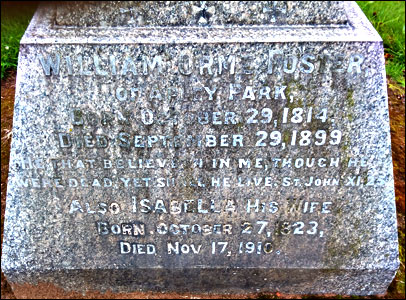 WILLIAM ORME FOSTER
OF APLEY PARK,
BORN OCTOBER 29, 1814.
DIED SEPTEMBER 29, 1899
HE THAT BELIEVETH IN ME, THOUGH HE
WERE DEAD, YET SHALL HE LIVE. ST. JOHN
ALSO ISABELLA HIS WIFE
BORN OCTOBER 27, 1823,
DIED NOV 17, 1910.